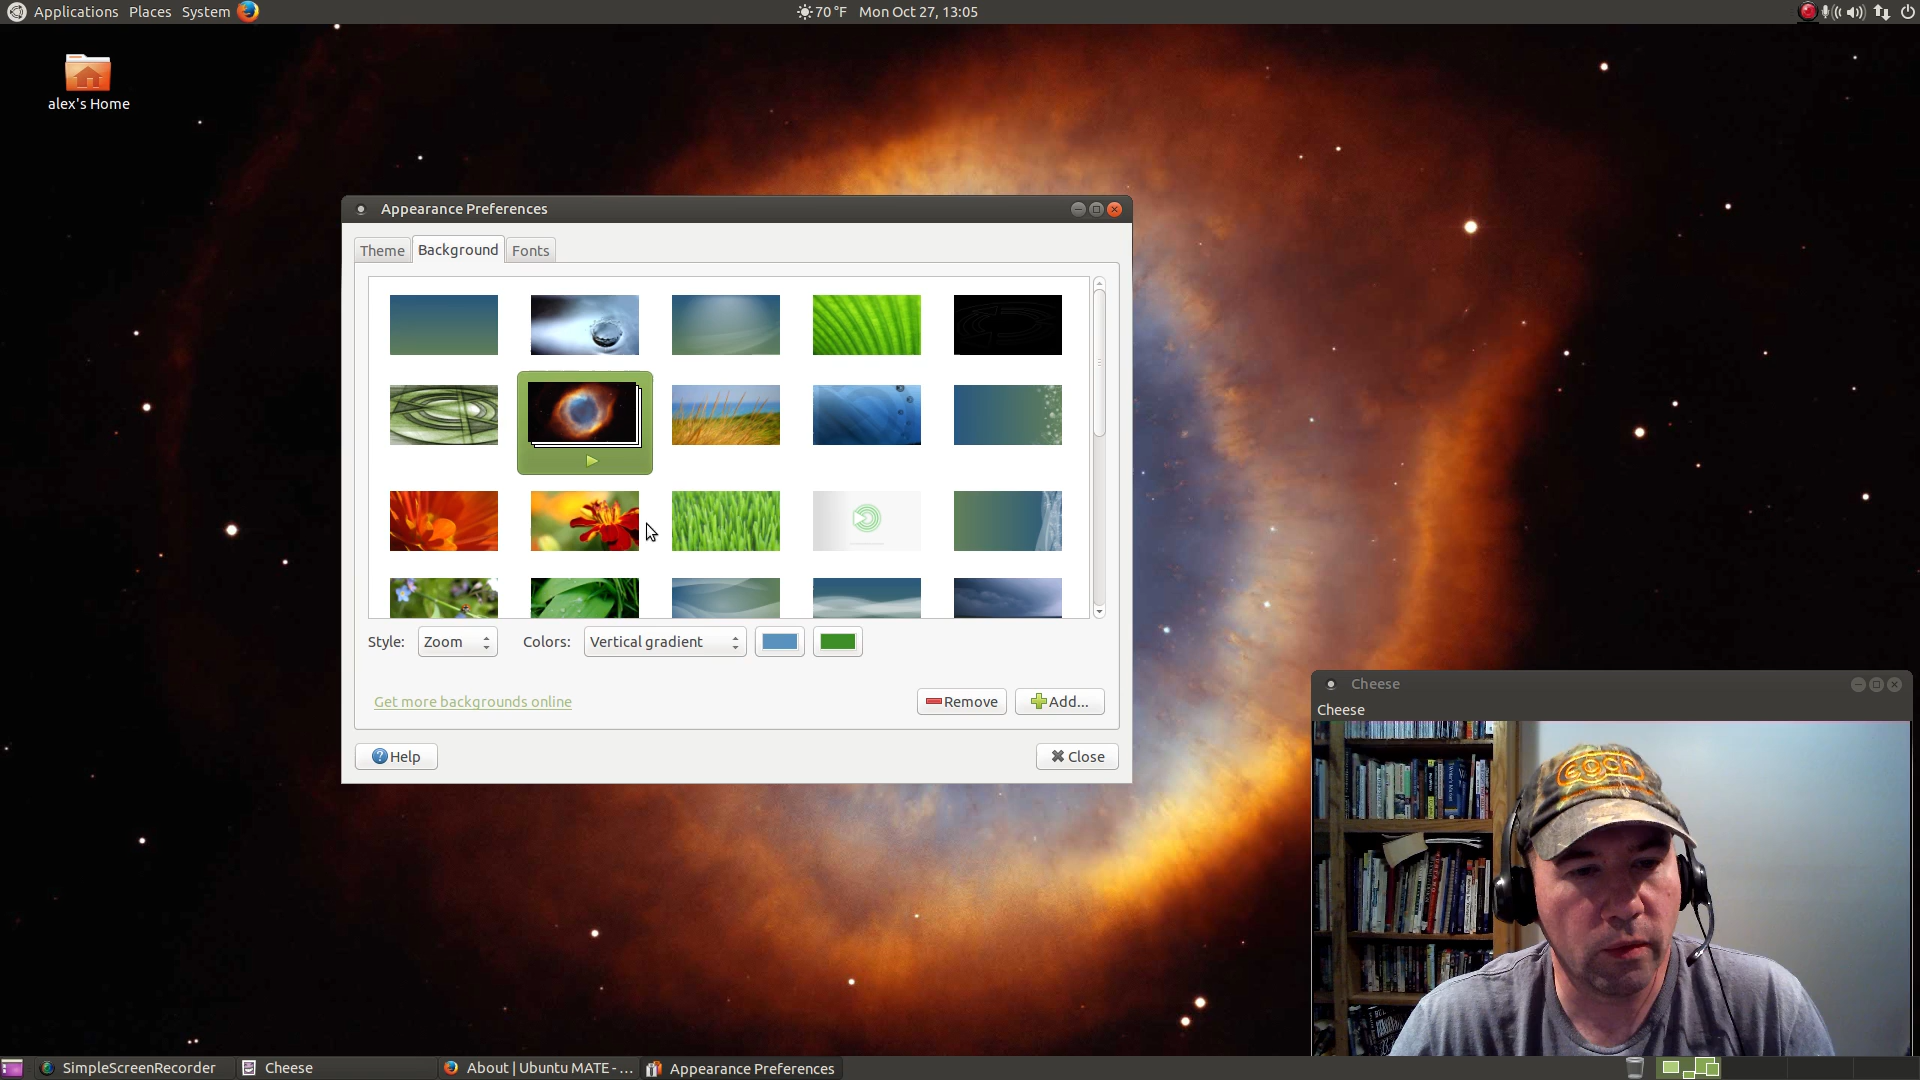 Applications Places System
70 °F Mon Oct 27, 13:05
alex's Home
Appearance Preferences
Theme Background Fonts
Style: Zoom Colors: Vertical gradient
Get more backgrounds online
Remove Add...
Help Close
Cheese
Cheese
SimpleScreenRecorder Cheese About | Ubuntu MATE - ... Appearance Preferences